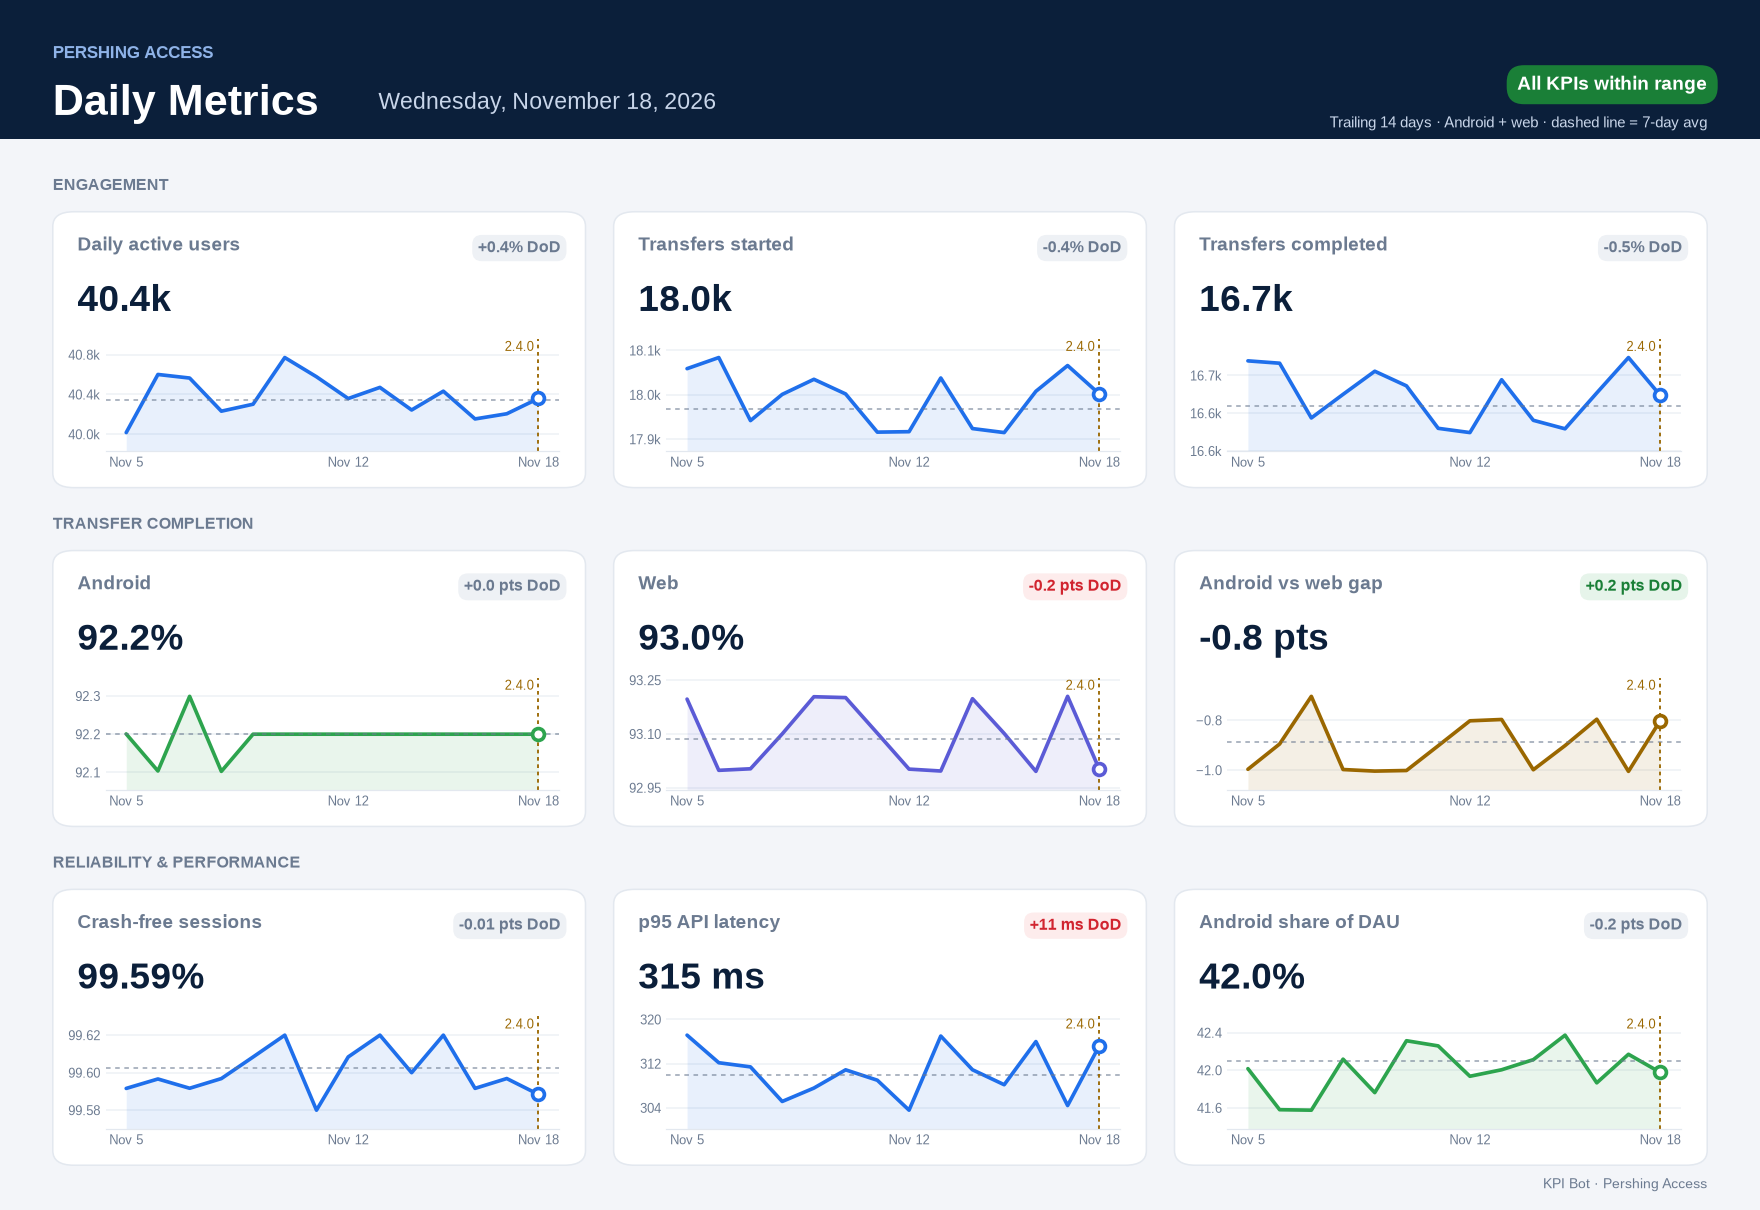 PERSHING ACCESS
Daily Metrics
Wednesday, November 18, 2026
All KPIs within range
Trailing 14 days · Android + web · dashed line = 7-day avg
ENGAGEMENT
Daily active users
+0.4% DoD
40.4k
2.4.0
40.8k
40.4k
40.0k
Nov 5
Nov 12
Nov 18
Transfers started
-0.4% DoD
18.0k
2.4.0
18.1k
18.0k
17.9k
Nov 5
Nov 12
Nov 18
Transfers completed
-0.5% DoD
16.7k
2.4.0
16.7k
16.6k
16.6k
Nov 5
Nov 12
Nov 18
TRANSFER COMPLETION
Android
+0.0 pts DoD
92.2%
2.4.0
92.3
92.2
92.1
Nov 5
Nov 12
Nov 18
Web
-0.2 pts DoD
93.0%
93.25
2.4.0
93.10
92.95
Nov 5
Nov 12
Nov 18
Android vs web gap
+0.2 pts DoD
-0.8 pts
2.4.0
−0.8
−1.0
Nov 5
Nov 12
Nov 18
RELIABILITY & PERFORMANCE
Crash-free sessions
-0.01 pts DoD
99.59%
2.4.0
99.62
99.60
99.58
Nov 5
Nov 12
Nov 18
p95 API latency
+11 ms DoD
315 ms
320
2.4.0
312
304
Nov 5
Nov 12
Nov 18
Android share of DAU
-0.2 pts DoD
42.0%
2.4.0
42.4
42.0
41.6
Nov 5
Nov 12
Nov 18
KPI Bot · Pershing Access